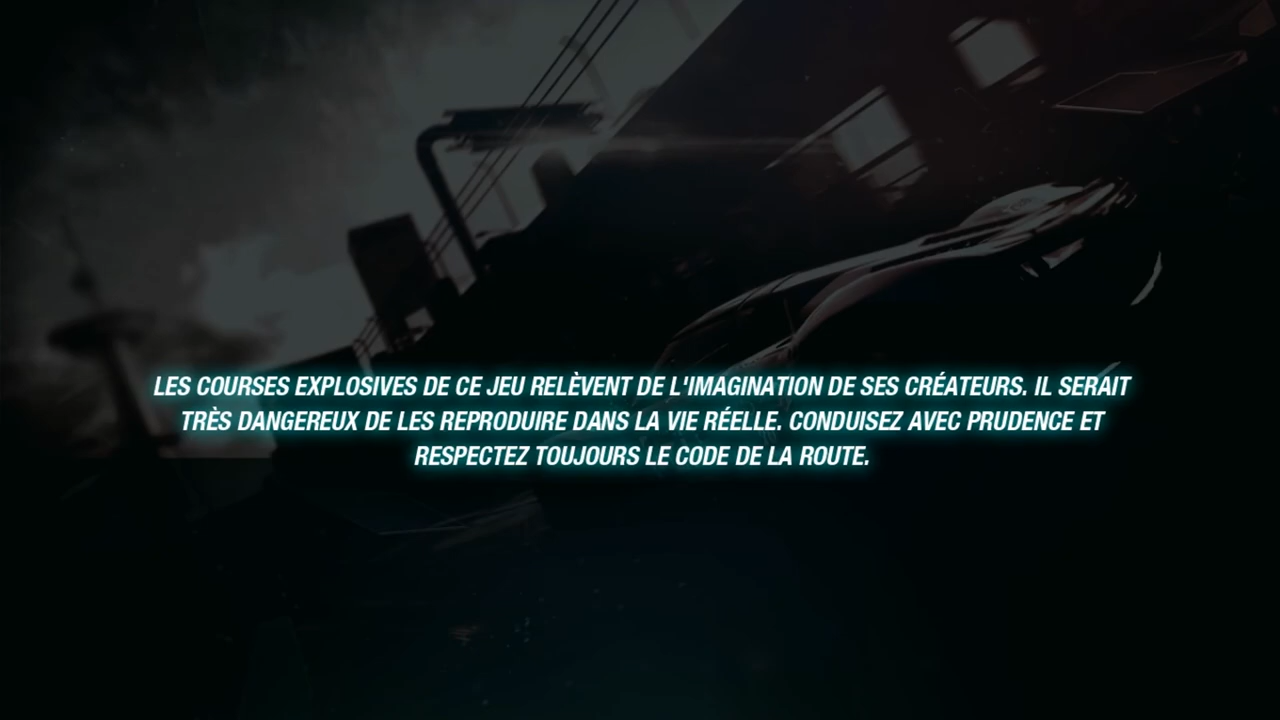 LES COURSES EXPLOSIVES DE CE JEU RELÈVENT DE L'IMAGINATION DE SES CRÉATEURS. IL SERAIT
TRÈS DANGEREUX DE LES REPRODUIRE DANS LA VIE RÉELLE. CONDUISEZ AVEC PRUDENCE ET
RESPECTEZ TOUJOURS LE CODE DE LA ROUTE.